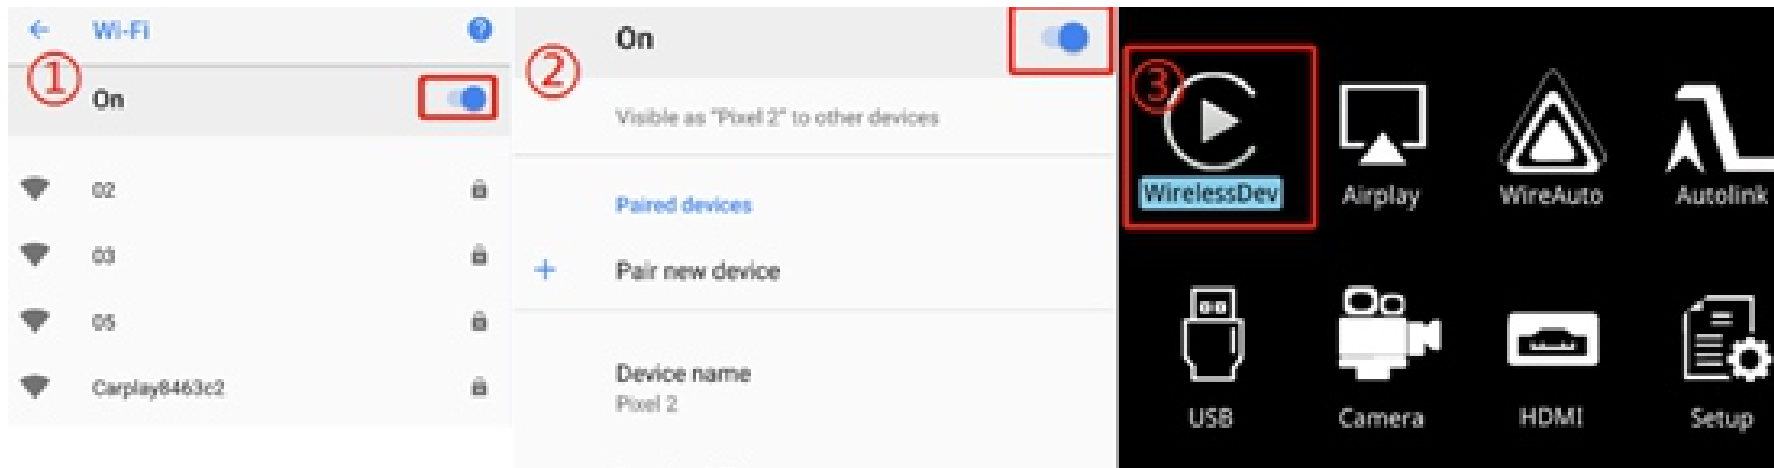 Wi-Fi
①
On
02
03
05
Carplay8463c2
②
On
Visible as "Pixel 2" to other devices
Paired devices
+ Pair new device
Device name
Pixel 2
③
WirelessDev
Airplay
WireAuto
Autolink
USB
Camera
HDMI
Setup